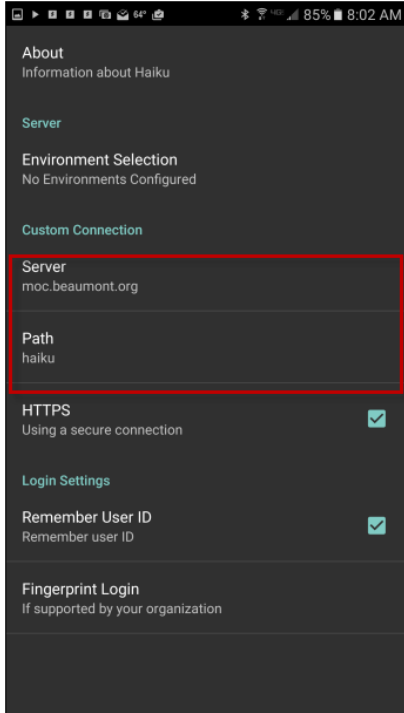 64° 85% 8:02 AM
About
Information about Haiku
Server
Environment Selection
No Environments Configured
Custom Connection
Server
moc.beaumont.org
Path
haiku
HTTPS
Using a secure connection
Login Settings
Remember User ID
Remember user ID
Fingerprint Login
If supported by your organization